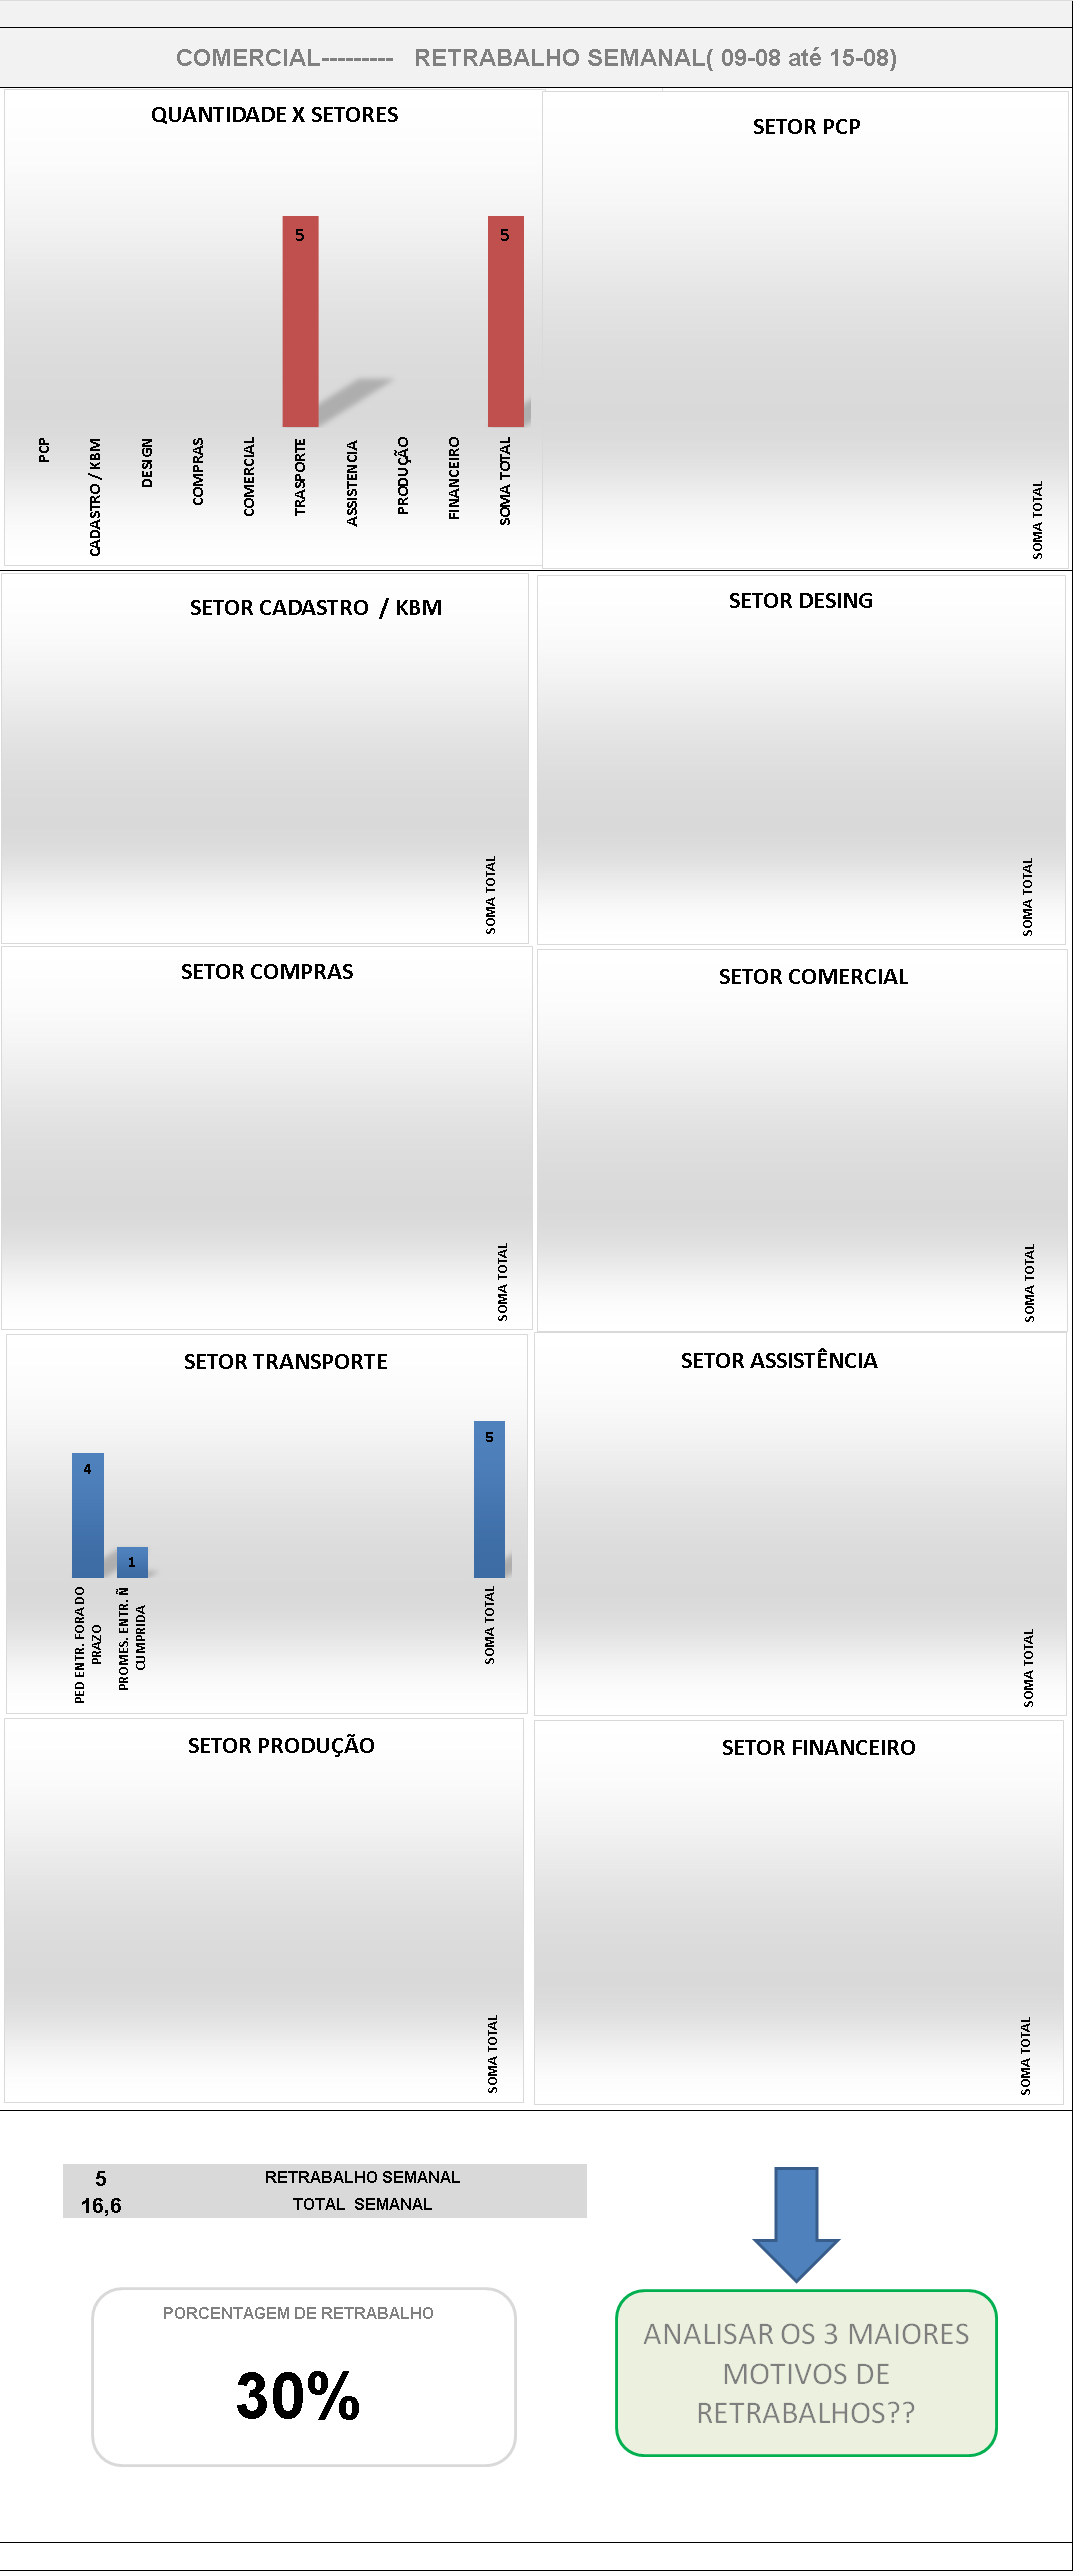 COMERCIAL--------- RETRABALHO SEMANAL( 09-08 até 15-08)
QUANTIDADE X SETORES
5
5
PCP
CADASTRO / KBM
DESIGN
COMPRAS
COMERCIAL
TRASPORTE
ASSISTENCIA
PRODUÇÃO
FINANCEIRO
SOMA TOTAL
SETOR PCP
SOMA TOTAL
SETOR CADASTRO / KBM
SOMA TOTAL
SETOR DESING
SOMA TOTAL
SETOR COMPRAS
SOMA TOTAL
SETOR COMERCIAL
SOMA TOTAL
SETOR TRANSPORTE
4
1
5
PED ENTR. FORA DO
PRAZO
PROMES. ENTR. Ñ
CUMPRIDA
SOMA TOTAL
SETOR ASSISTÊNCIA
SOMA TOTAL
SETOR PRODUÇÃO
SOMA TOTAL
SETOR FINANCEIRO
SOMA TOTAL
5 RETRABALHO SEMANAL
16,6 TOTAL SEMANAL
PORCENTAGEM DE RETRABALHO
30%
ANALISAR OS 3 MAIORES
MOTIVOS DE
RETRABALHOS??